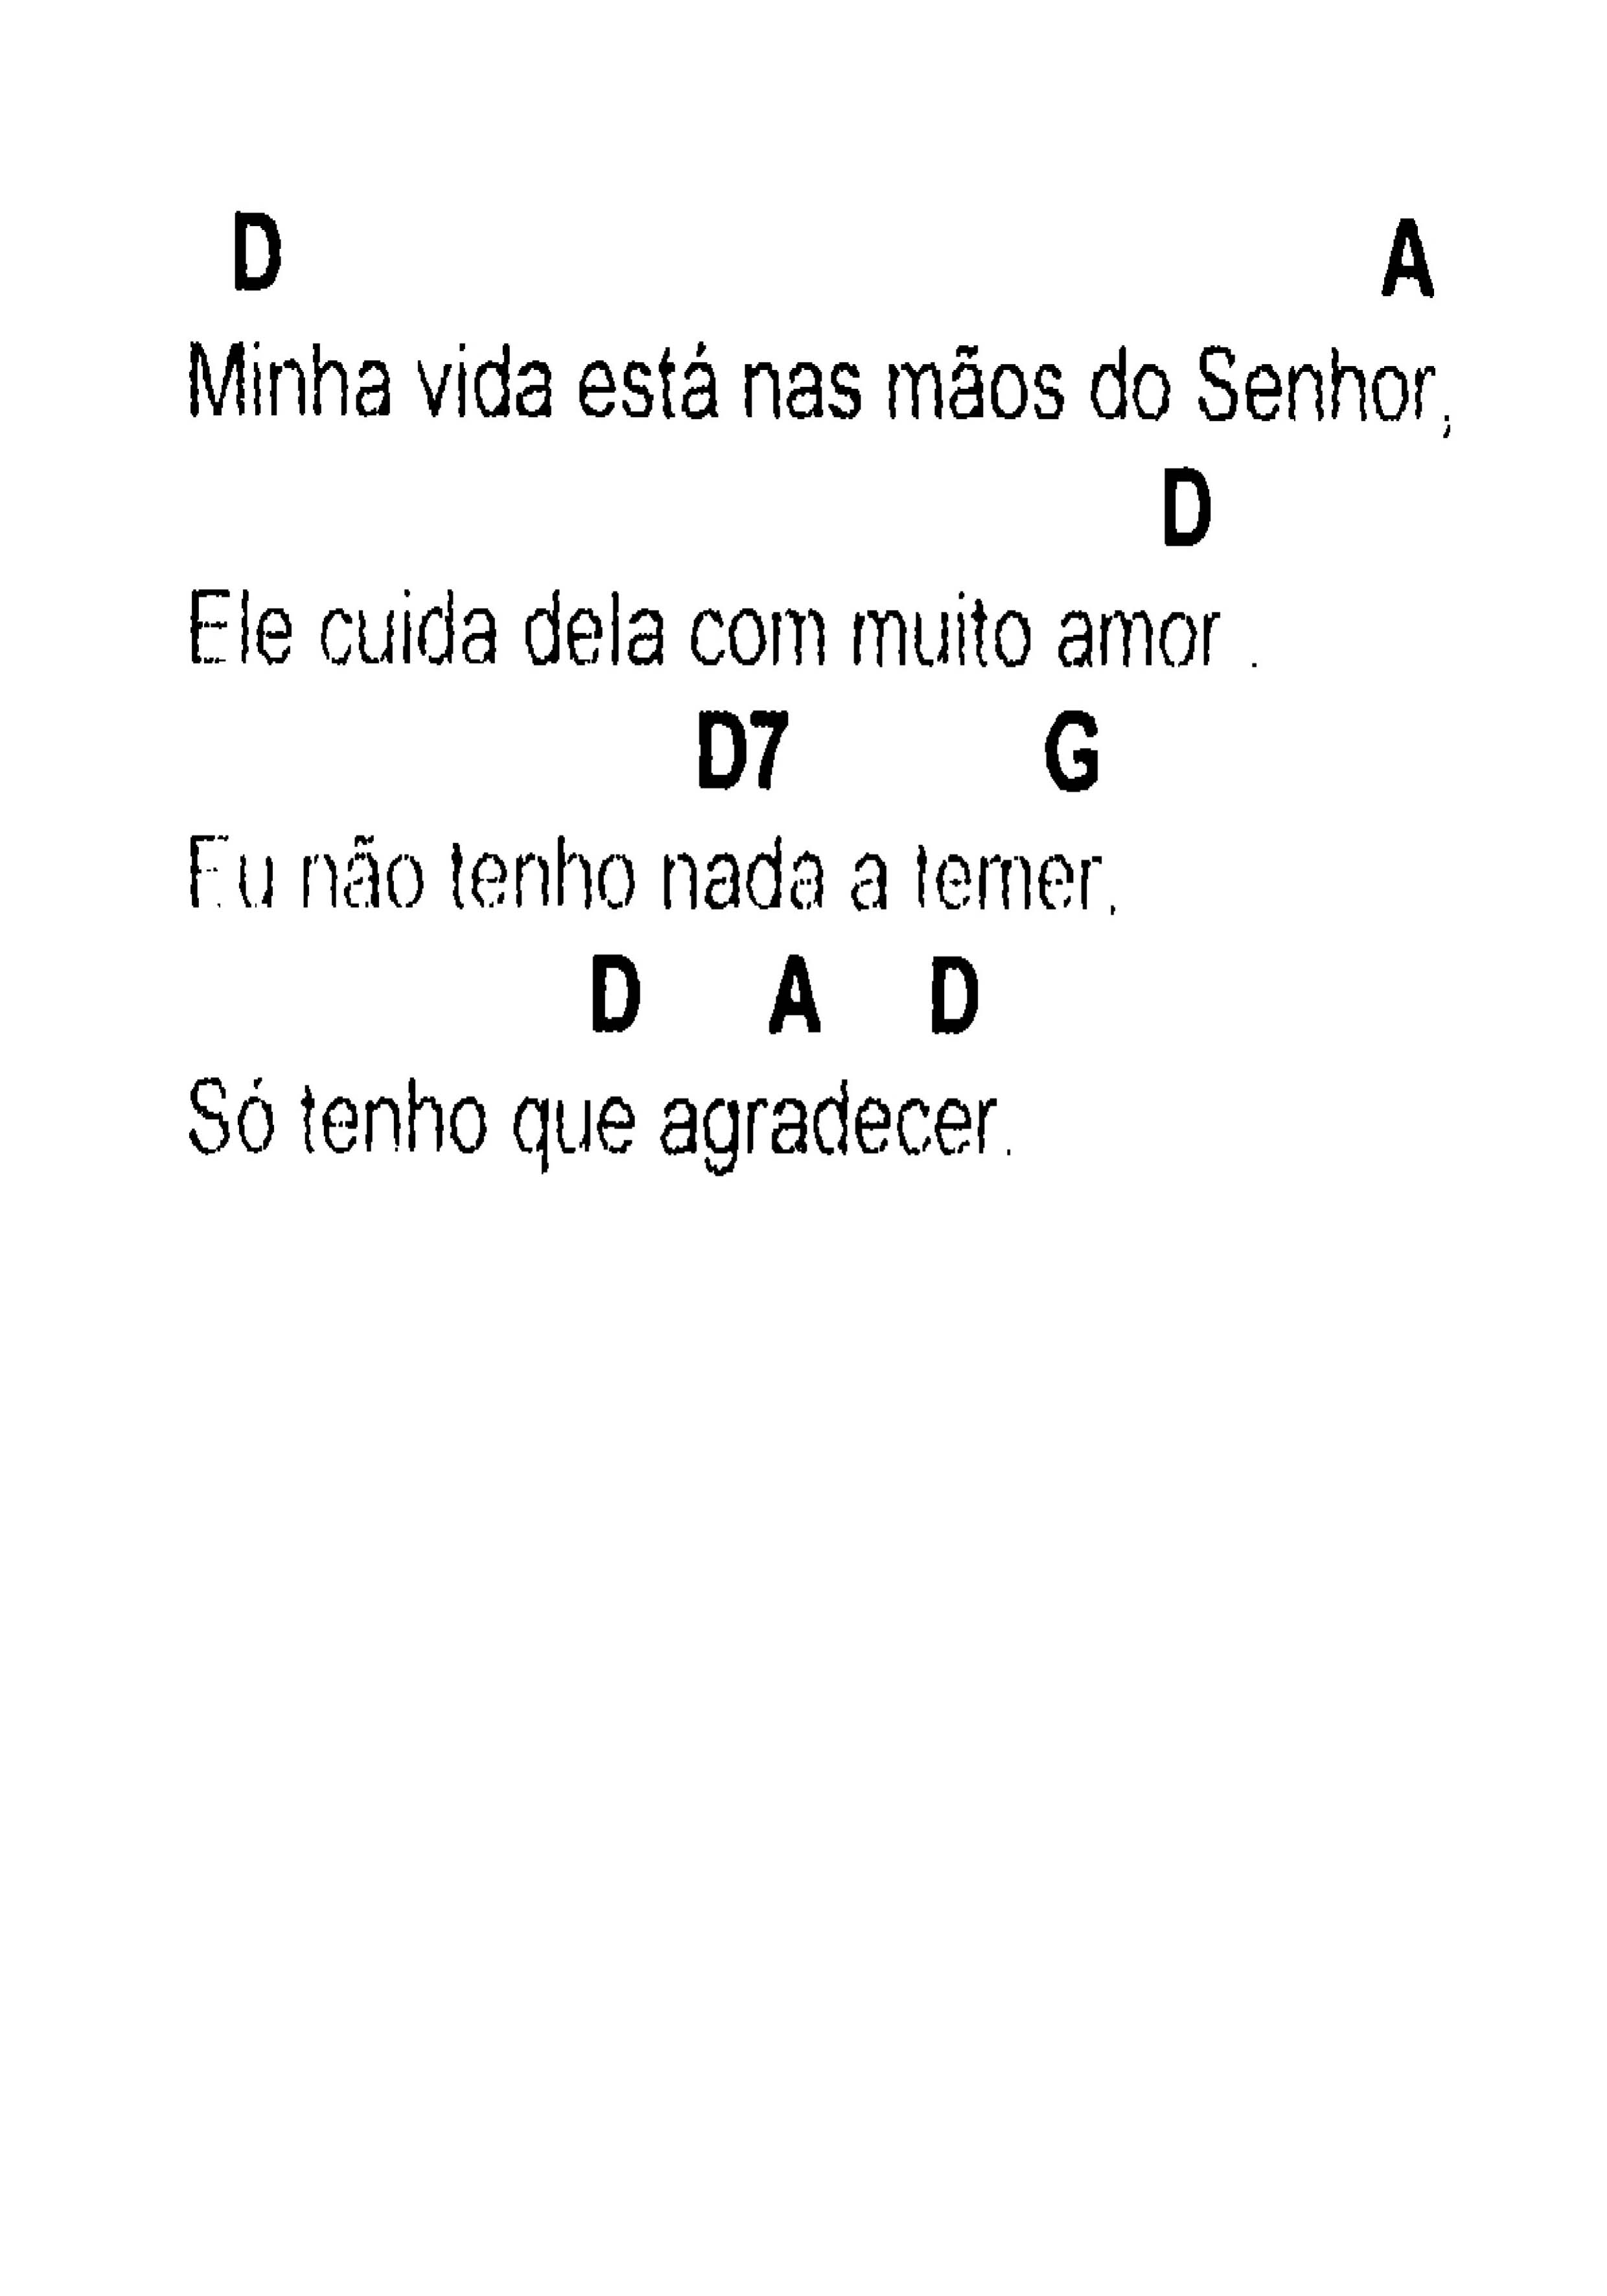 D A
Minha vida está nas mãos do Senhor,
D
Ele cuida dela com muito amor .
D7 G
Eu não tenho nada a temer,
D A D
Só tenho que agradecer.